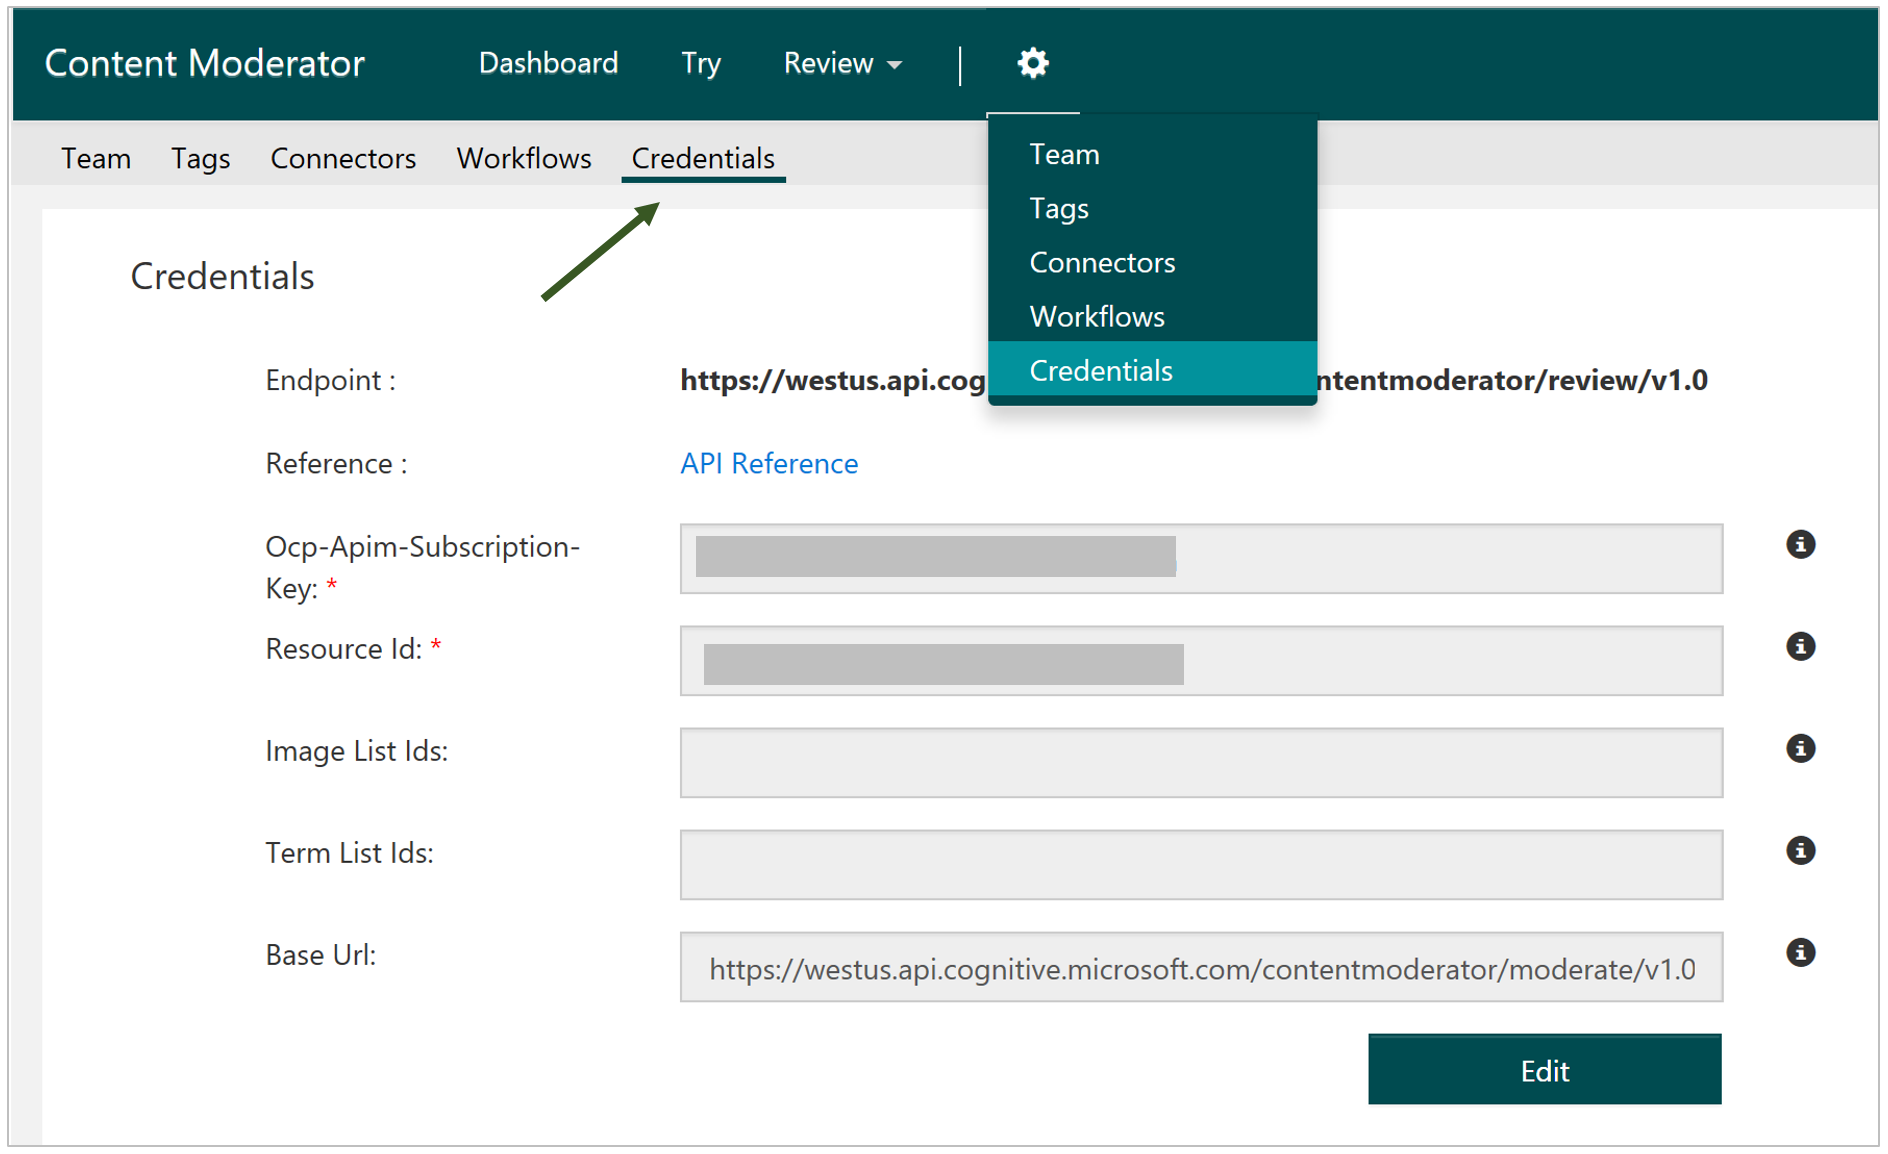 Content Moderator Dashboard Try Review
Team Tags Connectors Workflows Credentials
Team
Tags
Connectors
Workflows
Credentials
Credentials
Endpoint : https://westus.api.cog ntentmoderator/review/v1.0
Reference : API Reference
Ocp-Apim-Subscription-
Key: *
Resource Id: *
Image List Ids:
Term List Ids:
Base Url: https://westus.api.cognitive.microsoft.com/contentmoderator/moderate/v1.0
Edit